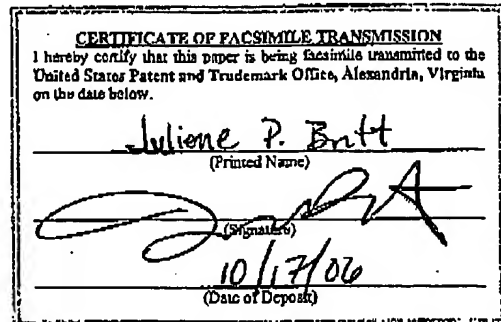 CERTIFICATE OF FACSIMILE TRANSMISSION
I hereby certify that this paper is being facsimile transmitted to the
United States Patent and Trademark Office, Alexandria, Virginia
on the date below.
Juliene P. Britt
(Printed Name)
(Signature)
10/17/06
(Date of Deposit)